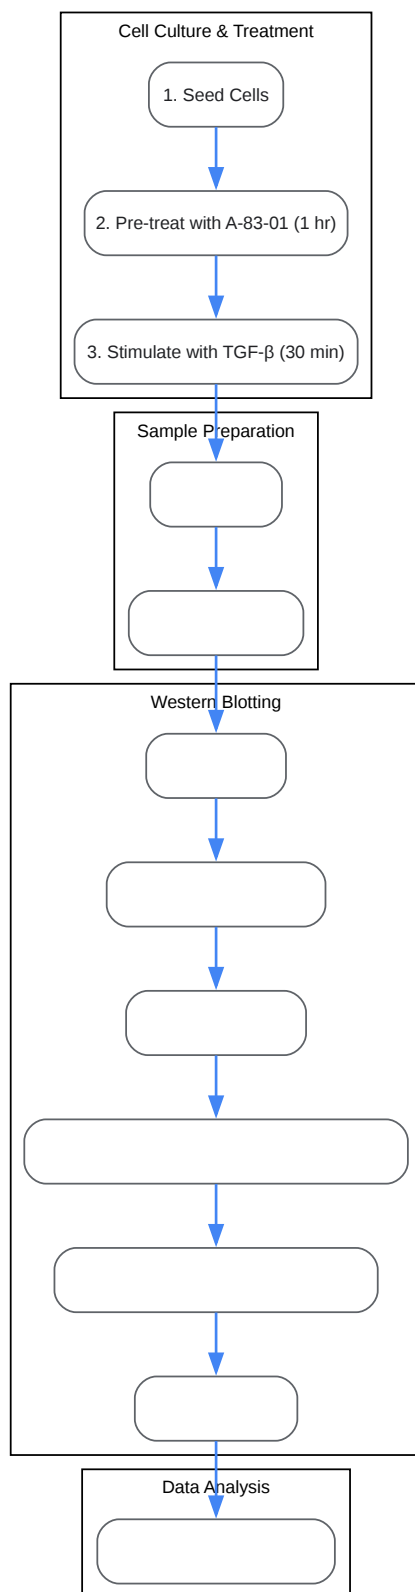 Cell Culture & Treatment
1. Seed Cells
2. Pre-treat with A-83-01 (1 hr)
3. Stimulate with TGF-β (30 min)
Sample Preparation
Western Blotting
Data Analysis